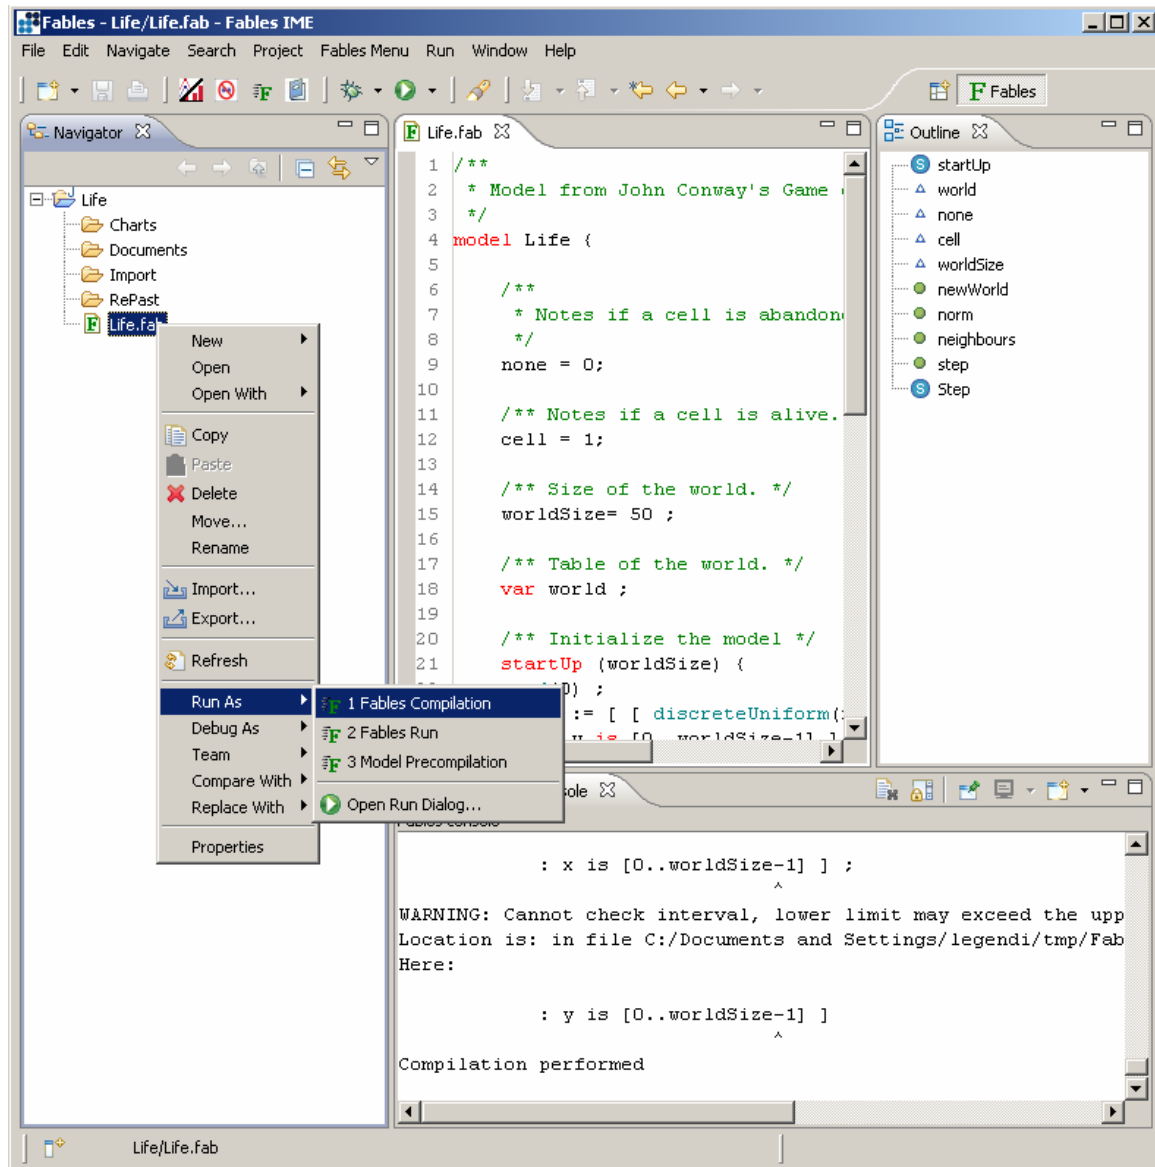 Fables - Life/Life.fab - Fables IME
File Edit Navigate Search Project Fables Menu Run Window Help
Fables
Navigator
Life
Charts
Documents
Import
RePast
Life.fab
New
Open
Open With
Copy
Paste
Delete
Move...
Rename
Import...
Export...
Refresh
Run As
Debug As
Team
Compare With
Replace With
Properties
1 Fables Compilation
2 Fables Run
3 Model Precompilation
Open Run Dialog...
Life.fab
1 /**
2 * Model from John Conway's Game
3 */
4 model Life {
5
6 /**
7 * Notes if a cell is abandon
8 */
9 none = 0;
10
11 /** Notes if a cell is alive.
12 cell = 1;
13
14 /** Size of the world. */
15 worldSize= 50 ;
16
17 /** Table of the world. */
18 var world ;
19
20 /** Initialize the model */
21 startUp (worldSize) {
0) ;
:= [ [ discreteUniform(
y is [0..worldSize-1] ]
Outline
startUp
world
none
cell
worldSize
newWorld
norm
neighbours
step
Step
sole
Fables console
: x is [0..worldSize-1] ] ;
^
WARNING: Cannot check interval, lower limit may exceed the upp
Location is: in file C:/Documents and Settings/legendi/tmp/Fab
Here:
: y is [0..worldSize-1] ]
^
Compilation performed
Life/Life.fab